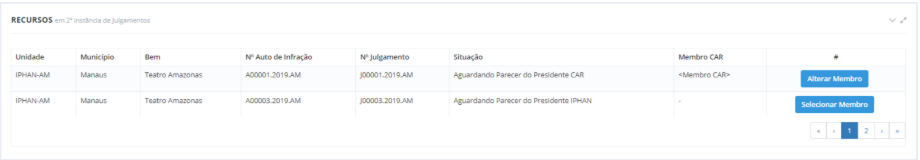 RECURSOS em 2ª Instância de Julgamentos
Unidade Município Bem Nº Auto de Infração Nº Julgamento Situação Membro CAR #
IPHAN-AM Manaus Teatro Amazonas A00001.2019.AM J00001.2019.AM Aguardando Parecer do Presidente CAR <Membro CAR> Alterar Membro
IPHAN-AM Manaus Teatro Amazonas A00003.2019.AM J00003.2019.AM Aguardando Parecer do Presidente IPHAN - Selecionar Membro
« ‹ 1 2 › »